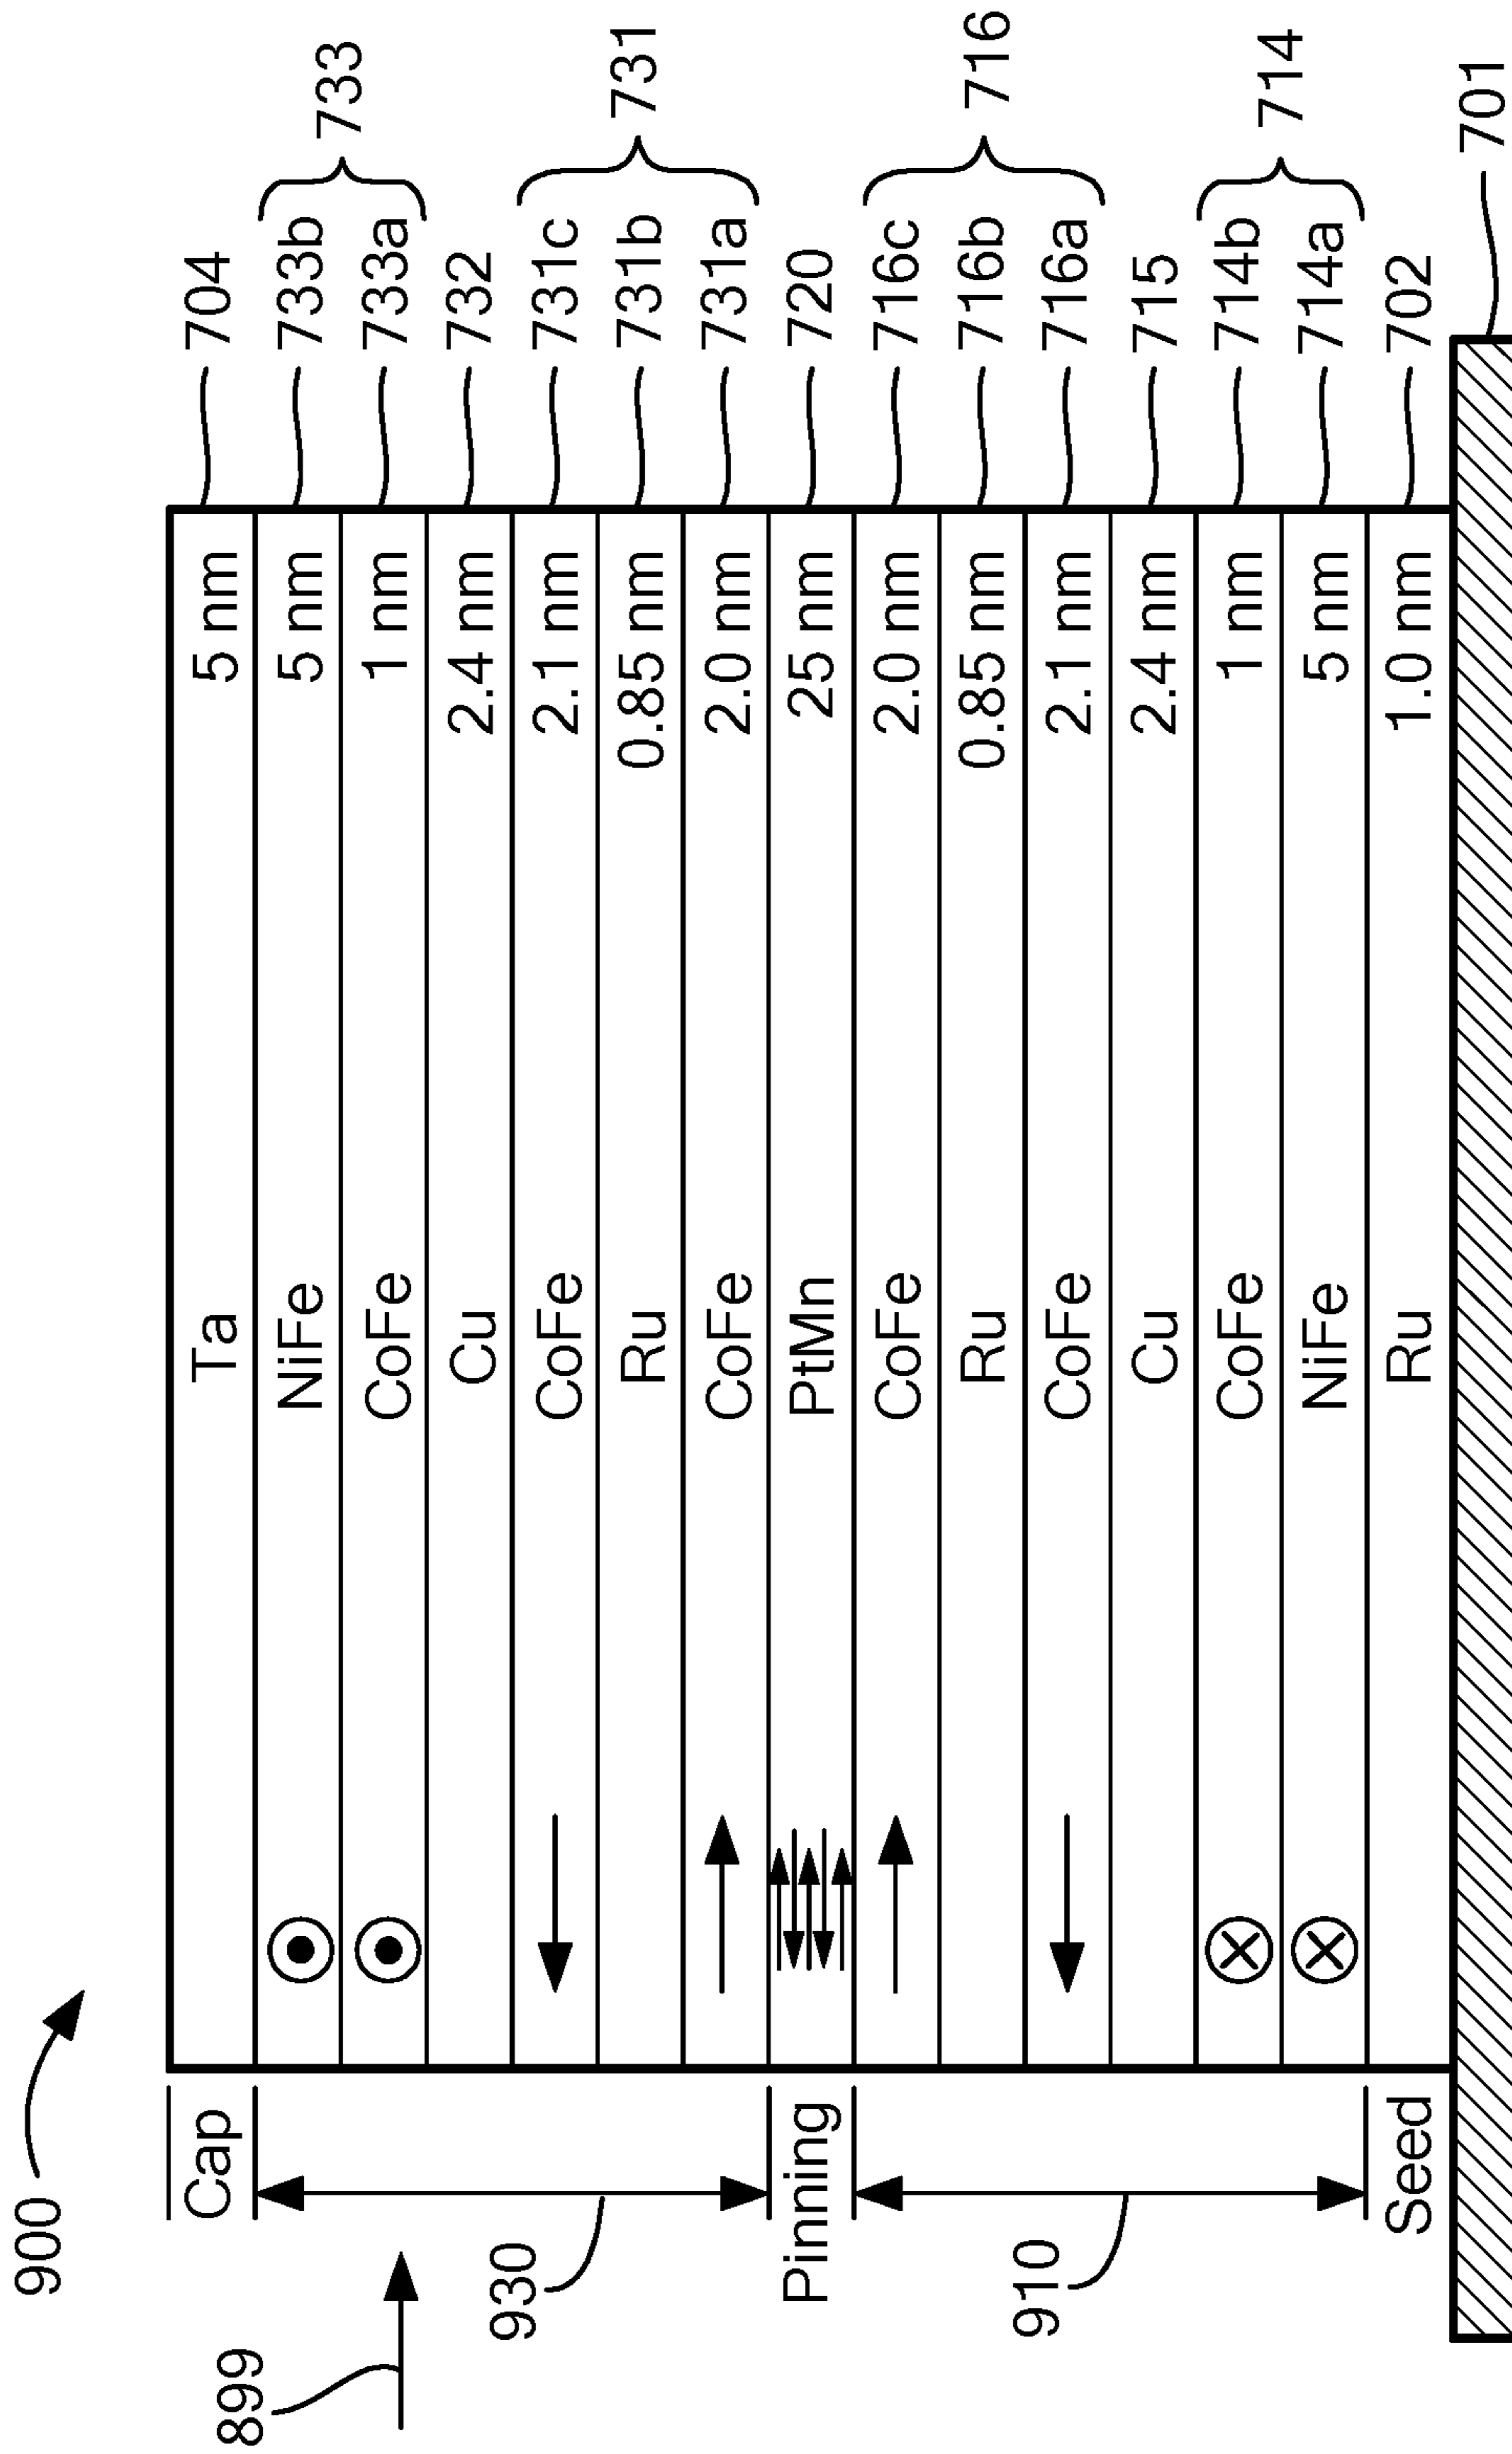 900
899
Cap Ta 5 nm 704
NiFe 5 nm 733b
733
CoFe 1 nm 733a
Cu 2.4 nm 732
CoFe 2.1 nm 731c
930
Ru 0.85 nm 731b
731
CoFe 2.0 nm 731a
Pinning PtMn 25 nm 720
CoFe 2.0 nm 716c
Ru 0.85 nm 716b
716
CoFe 2.1 nm 716a
910
Cu 2.4 nm 715
CoFe 1 nm 714b
714
NiFe 5 nm 714a
Seed Ru 1.0 nm 702
701